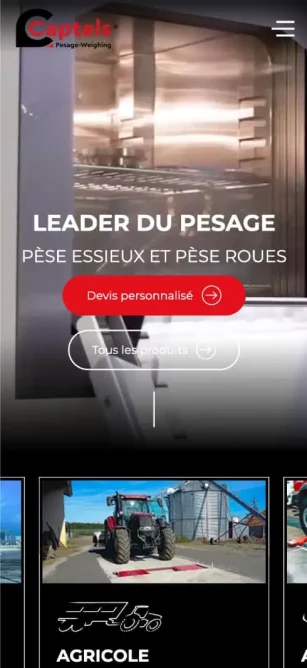 Captels
Pesage-Weighing
LEADER DU PESAGE
PÈSE ESSIEUX ET PÈSE ROUES
Devis personnalisé
Tous les produits
AGRICOLE